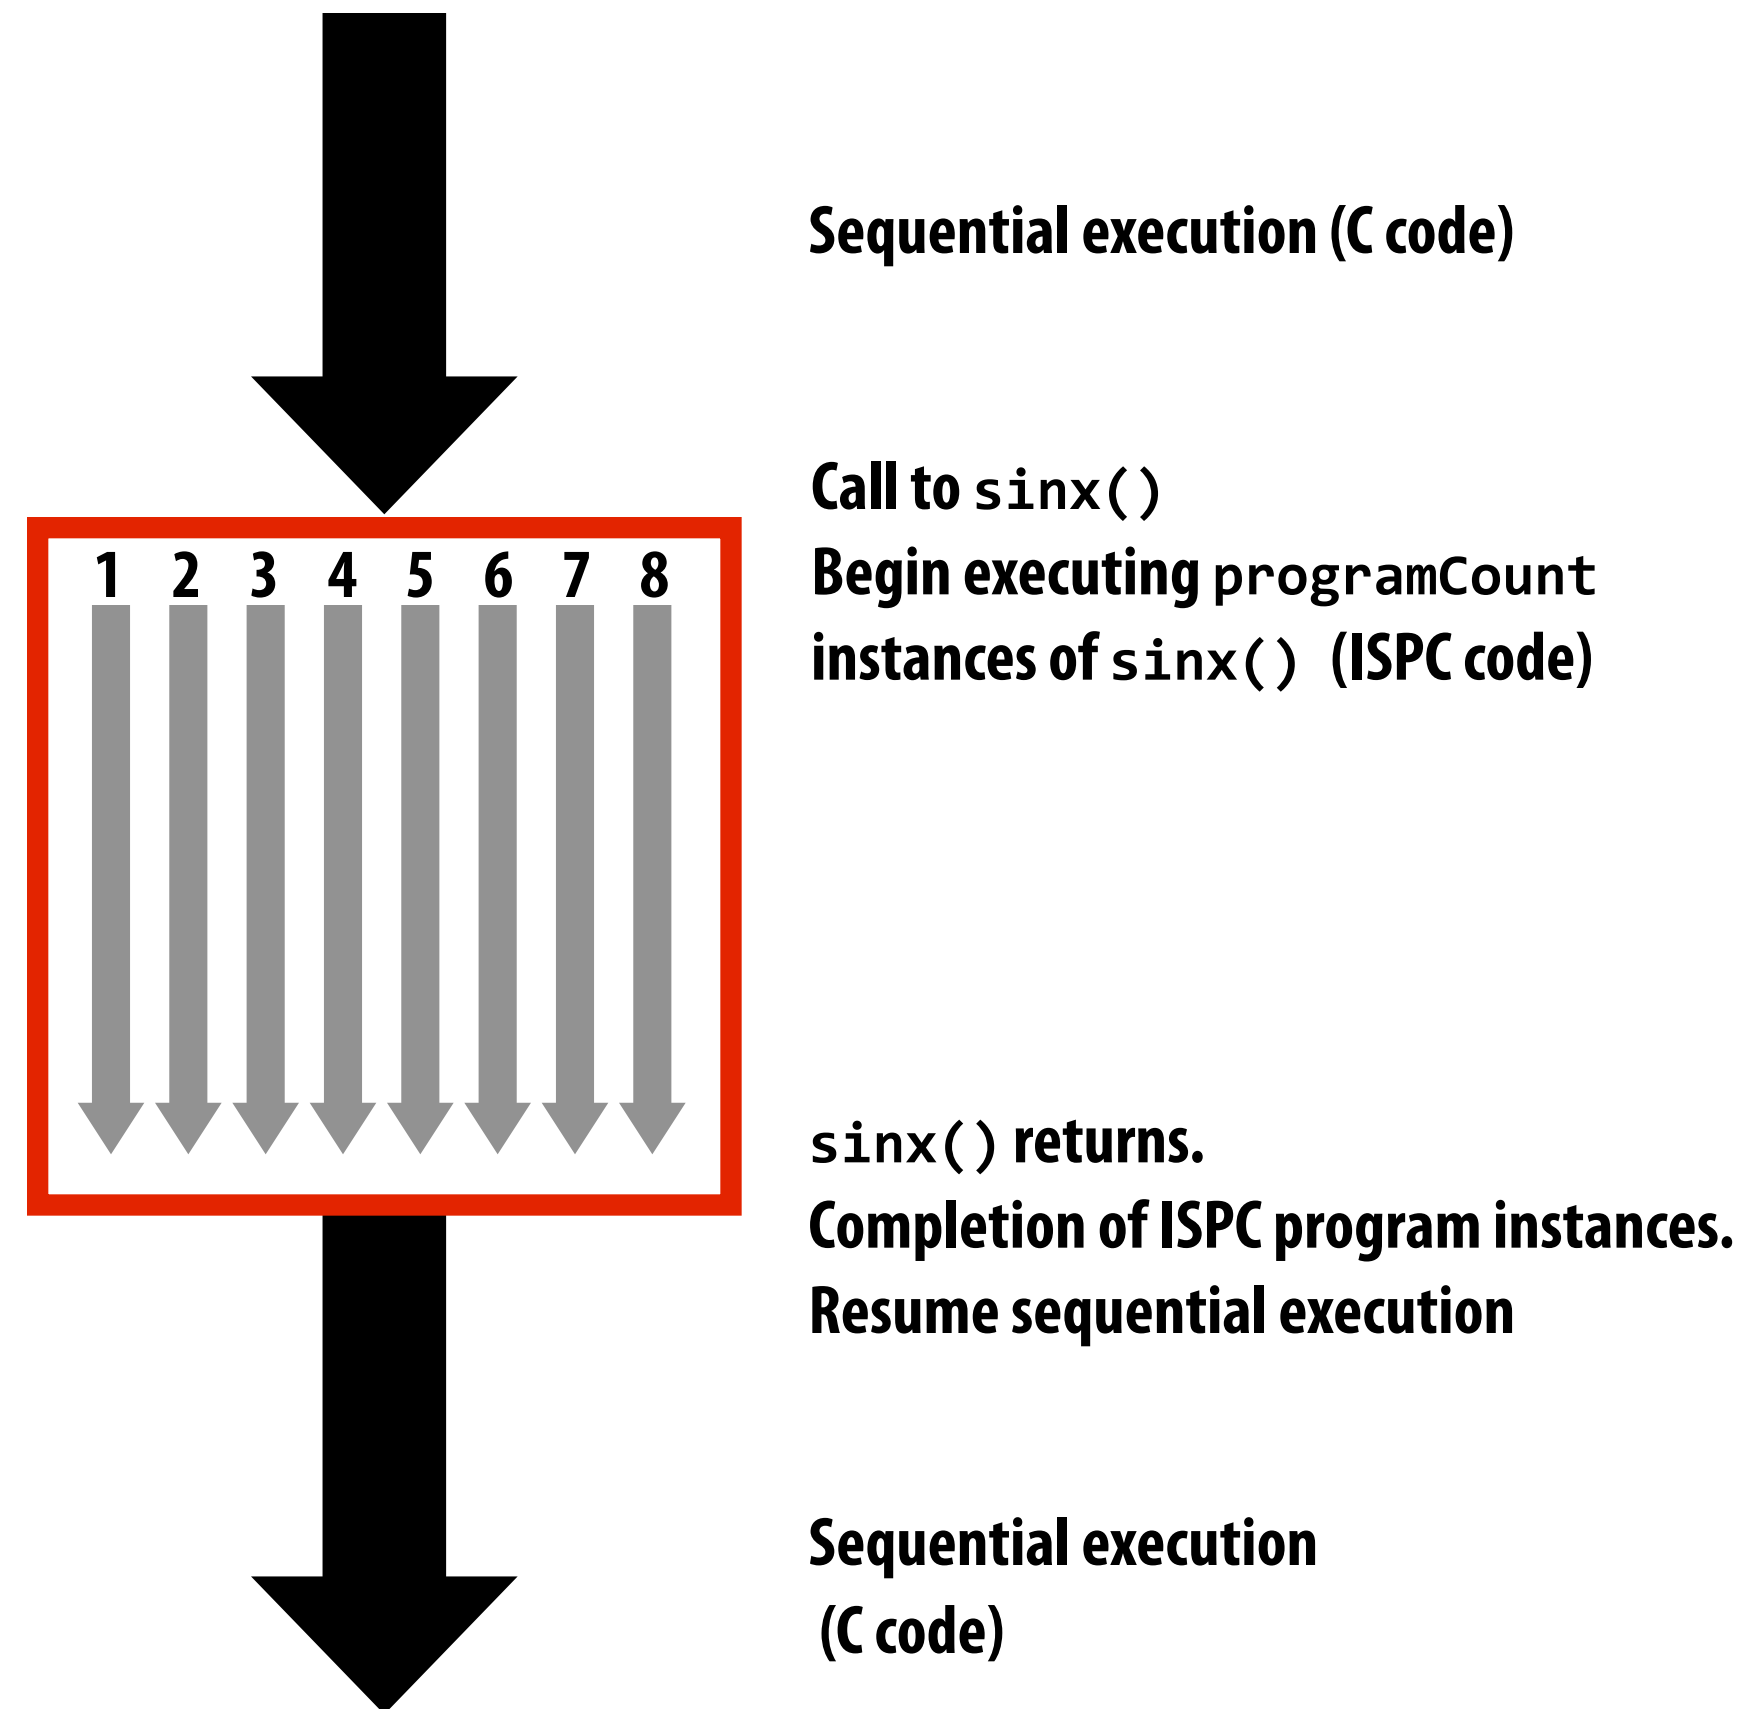 Sequential execution (C code)
Call to sinx()
Begin executing programCount
instances of sinx() (ISPC code)
1 2 3 4 5 6 7 8
sinx() returns.
Completion of ISPC program instances.
Resume sequential execution
Sequential execution
(C code)